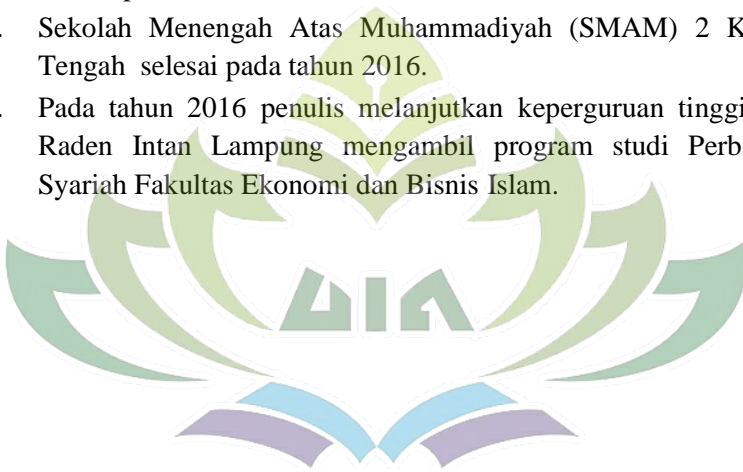 . Sekolah Menengah Atas Muhammadiyah (SMAM) 2 K
Tengah selesai pada tahun 2016.
. Pada tahun 2016 penulis melanjutkan keperguruan tinggi
Raden Intan Lampung mengambil program studi Perb
Syariah Fakultas Ekonomi dan Bisnis Islam.
UIN